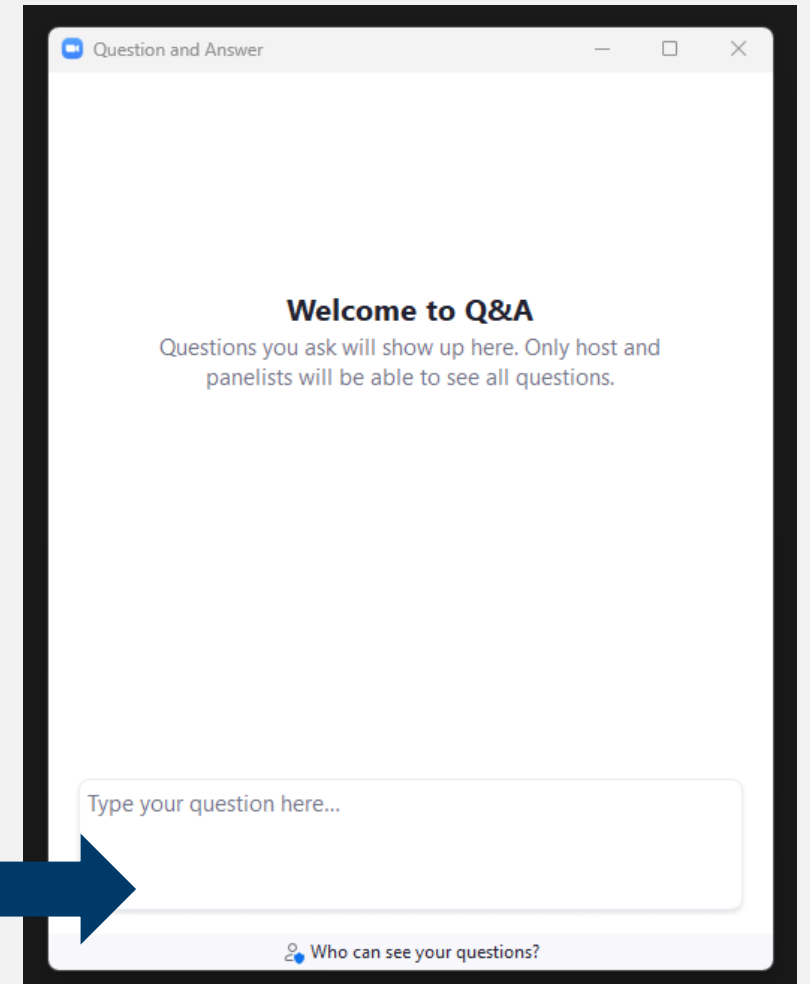 Question and Answer
Welcome to Q&A
Questions you ask will show up here. Only host and
panelists will be able to see all questions.
Type your question here...
Who can see your questions?